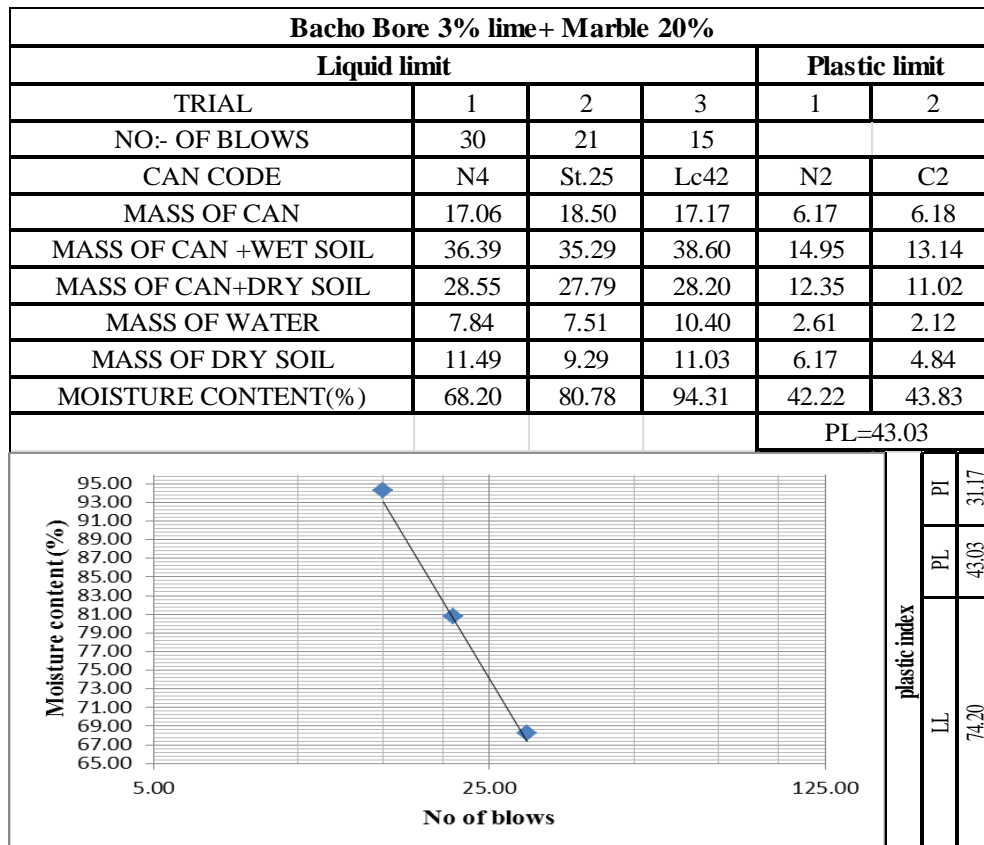 Bacho Bore 3% lime+ Marble 20%
Liquid limit Plastic limit
TRIAL 1 2 3 1 2
NO:- OF BLOWS 30 21 15
CAN CODE N4 St.25 Lc42 N2 C2
MASS OF CAN 17.06 18.50 17.17 6.17 6.18
MASS OF CAN +WET SOIL 36.39 35.29 38.60 14.95 13.14
MASS OF CAN+DRY SOIL 28.55 27.79 28.20 12.35 11.02
MASS OF WATER 7.84 7.51 10.40 2.61 2.12
MASS OF DRY SOIL 11.49 9.29 11.03 6.17 4.84
MOISTURE CONTENT(%) 68.20 80.78 94.31 42.22 43.83
PL=43.03
Moisture content (%)
95.00
93.00
91.00
89.00
87.00
85.00
83.00
81.00
79.00
77.00
75.00
73.00
71.00
69.00
67.00
65.00
5.00 25.00 125.00
No of blows
plastic index
LL PL PI
74.20 43.03 31.17